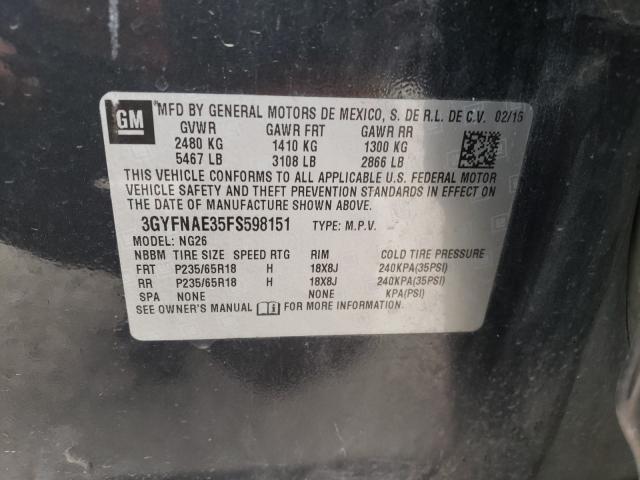 GM *MFD BY GENERAL MOTORS DE MEXICO, S. DE R.L. DE C.V. 02/15
GVWR GAWR FRT GAWR RR
2480 KG 1410 KG 1300 KG
5467 LB 3108 LB 2866 LB
THIS VEHICLE CONFORMS TO ALL APPLICABLE U.S. FEDERAL MOTOR
VEHICLE SAFETY AND THEFT PREVENTION STANDARDS IN EFFECT ON
THE DATE OF MANUFACTURE SHOWN ABOVE.
3GYFNAE35FS598151 TYPE: M.P.V.
MODEL: NG26
NBBM TIRE SIZE SPEED RTG RIM COLD TIRE PRESSURE
FRT P235/65R18 H 18X8J 240KPA(35PSI)
RR P235/65R18 H 18X8J 240KPA(35PSI)
SPA NONE NONE KPA(PSI)
SEE OWNER'S MANUAL FOR MORE INFORMATION.